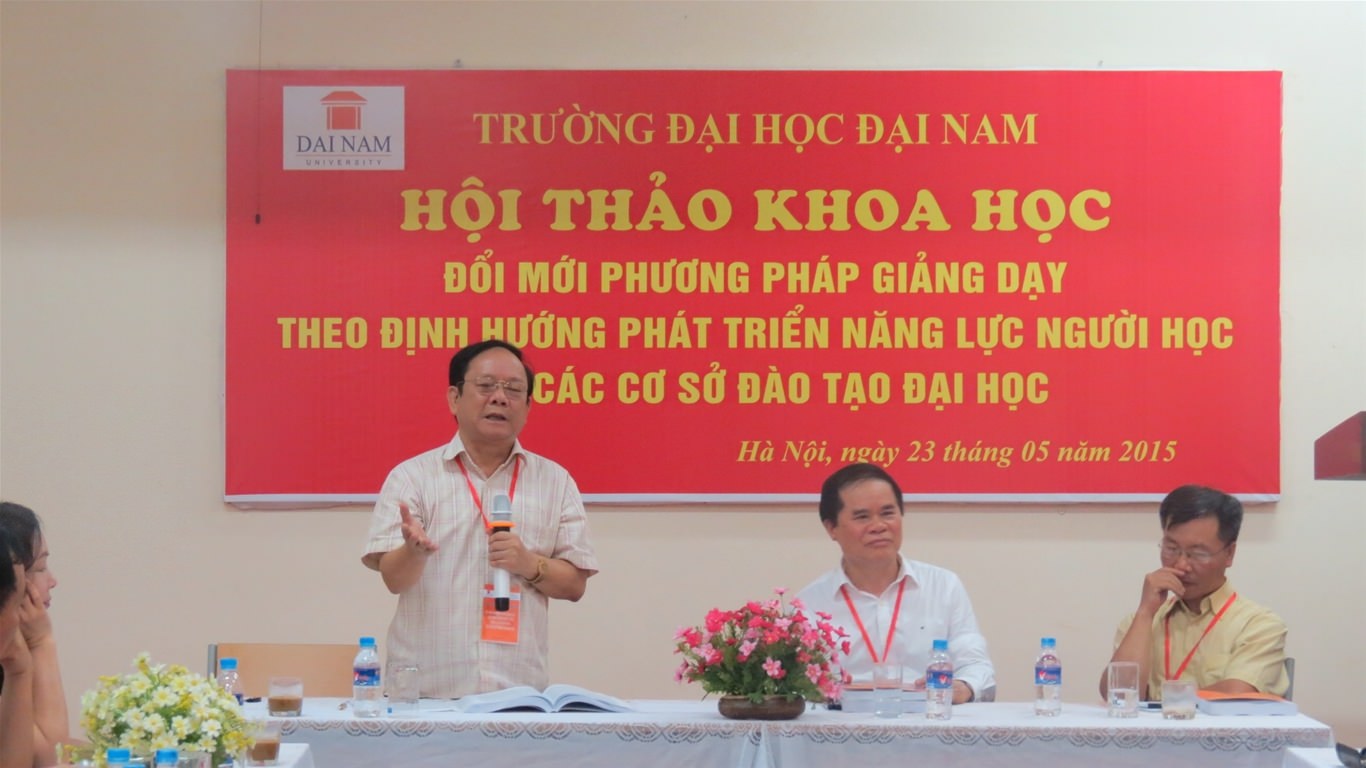 DAI NAM
UNIVERSITY
TRƯỜNG ĐẠI HỌC ĐẠI NAM
HỘI THẢO KHOA HỌC
ĐỔI MỚI PHƯƠNG PHÁP GIẢNG DẠY
THEO ĐỊNH HƯỚNG PHÁT TRIỂN NĂNG LỰC NGƯỜI HỌC
CÁC CƠ SỞ ĐÀO TẠO ĐẠI HỌC
Hà Nội, ngày 23 tháng 05 năm 2015